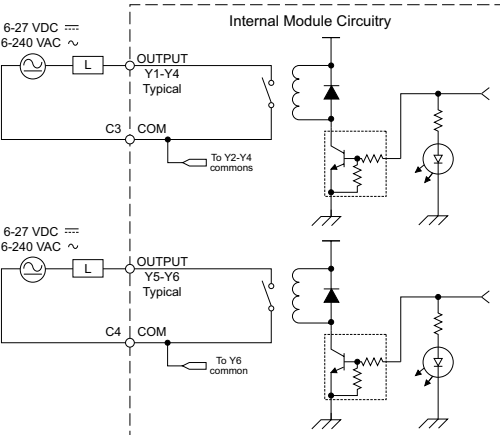 Internal Module Circuitry
6-27 VDC ⎓
6-240 VAC ∿
L
OUTPUT
Y1-Y4
Typical
C3 COM
To Y2-Y4
commons
6-27 VDC ⎓
6-240 VAC ∿
L
OUTPUT
Y5-Y6
Typical
C4 COM
To Y6
common